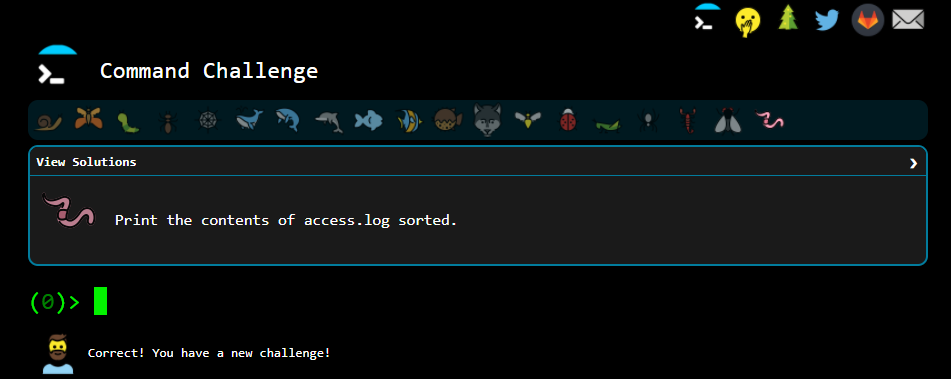 Command Challenge
View Solutions
Print the contents of access.log sorted.
(0)>
Correct! You have a new challenge!